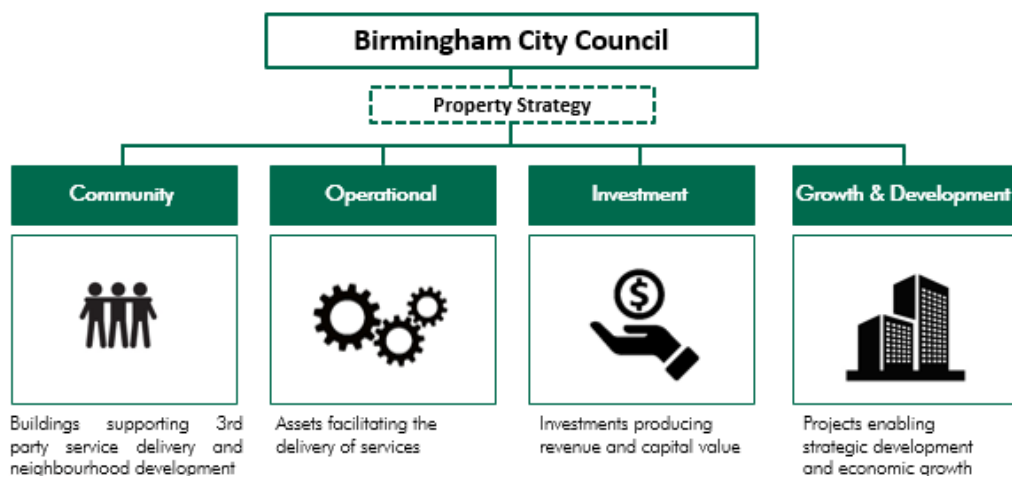 Birmingham City Council
Property Strategy
Community
Operational
Investment
Growth & Development
$
Buildings supporting 3rd
party service delivery and
neighbourhood development
Assets facilitating the
delivery of services
Investments producing
revenue and capital value
Projects enabling
strategic development
and economic growth